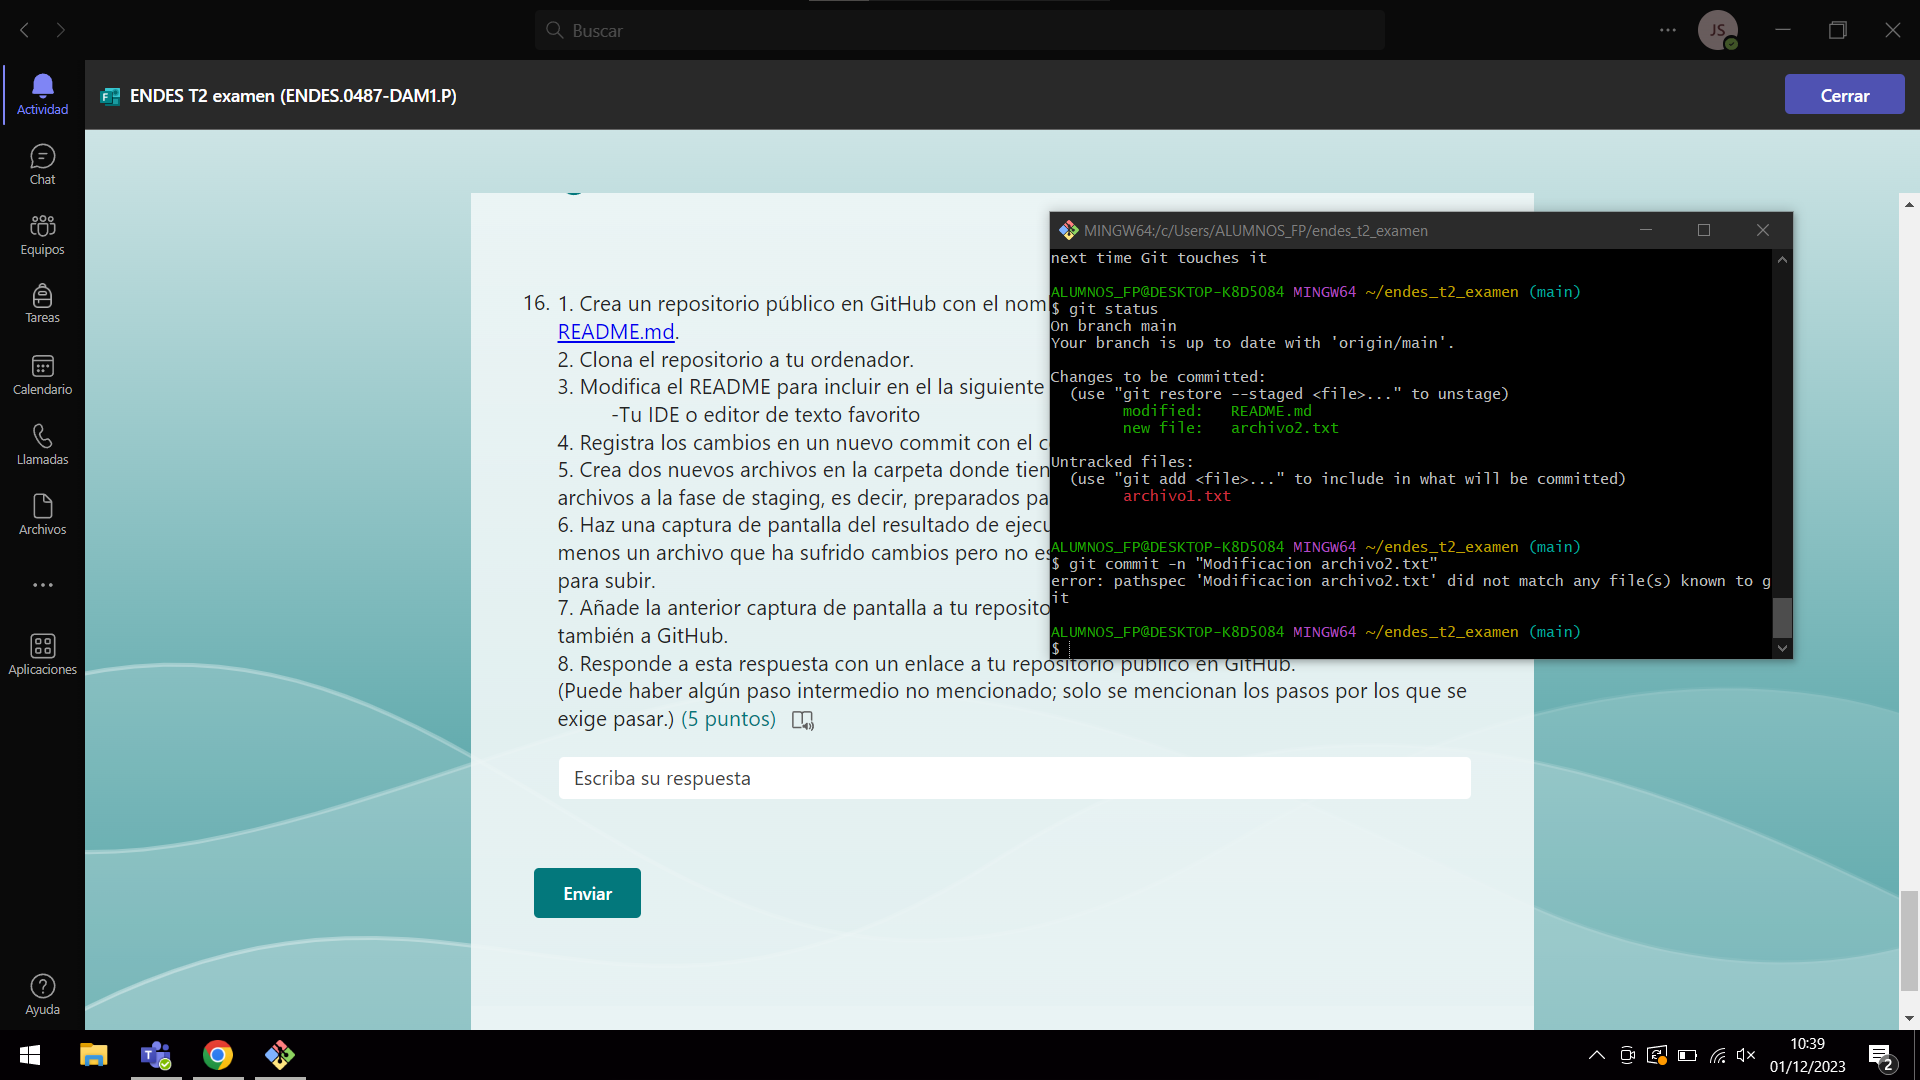 Buscar
JS
Actividad
Chat
Equipos
Tareas
Calendario
Llamadas
Archivos
Aplicaciones
Ayuda
ENDES T2 examen (ENDES.0487-DAM1.P)
Cerrar
16. 1. Crea un repositorio público en GitHub con el nom
README.md.
2. Clona el repositorio a tu ordenador.
3. Modifica el README para incluir en el la siguiente
-Tu IDE o editor de texto favorito
4. Registra los cambios en un nuevo commit con el c
5. Crea dos nuevos archivos en la carpeta donde tien
archivos a la fase de staging, es decir, preparados pa
6. Haz una captura de pantalla del resultado de ejecu
menos un archivo que ha sufrido cambios pero no es
para subir.
7. Añade la anterior captura de pantalla a tu reposito
también a GitHub.
8. Responde a esta respuesta con un enlace a tu repositorio público en GitHub.
(Puede haber algún paso intermedio no mencionado; solo se mencionan los pasos por los que se
exige pasar.) (5 puntos)
Escriba su respuesta
Enviar
MINGW64:/c/Users/ALUMNOS_FP/endes_t2_examen
next time Git touches it
ALUMNOS_FP@DESKTOP-K8D5084 MINGW64 ~/endes_t2_examen (main)
$ git status
On branch main
Your branch is up to date with 'origin/main'.
Changes to be committed:
(use "git restore --staged <file>..." to unstage)
modified: README.md
new file: archivo2.txt
Untracked files:
(use "git add <file>..." to include in what will be committed)
archivo1.txt
ALUMNOS_FP@DESKTOP-K8D5084 MINGW64 ~/endes_t2_examen (main)
$ git commit -n "Modificacion archivo2.txt"
error: pathspec 'Modificacion archivo2.txt' did not match any file(s) known to g
it
ALUMNOS_FP@DESKTOP-K8D5084 MINGW64 ~/endes_t2_examen (main)
$
10:39
01/12/2023
2